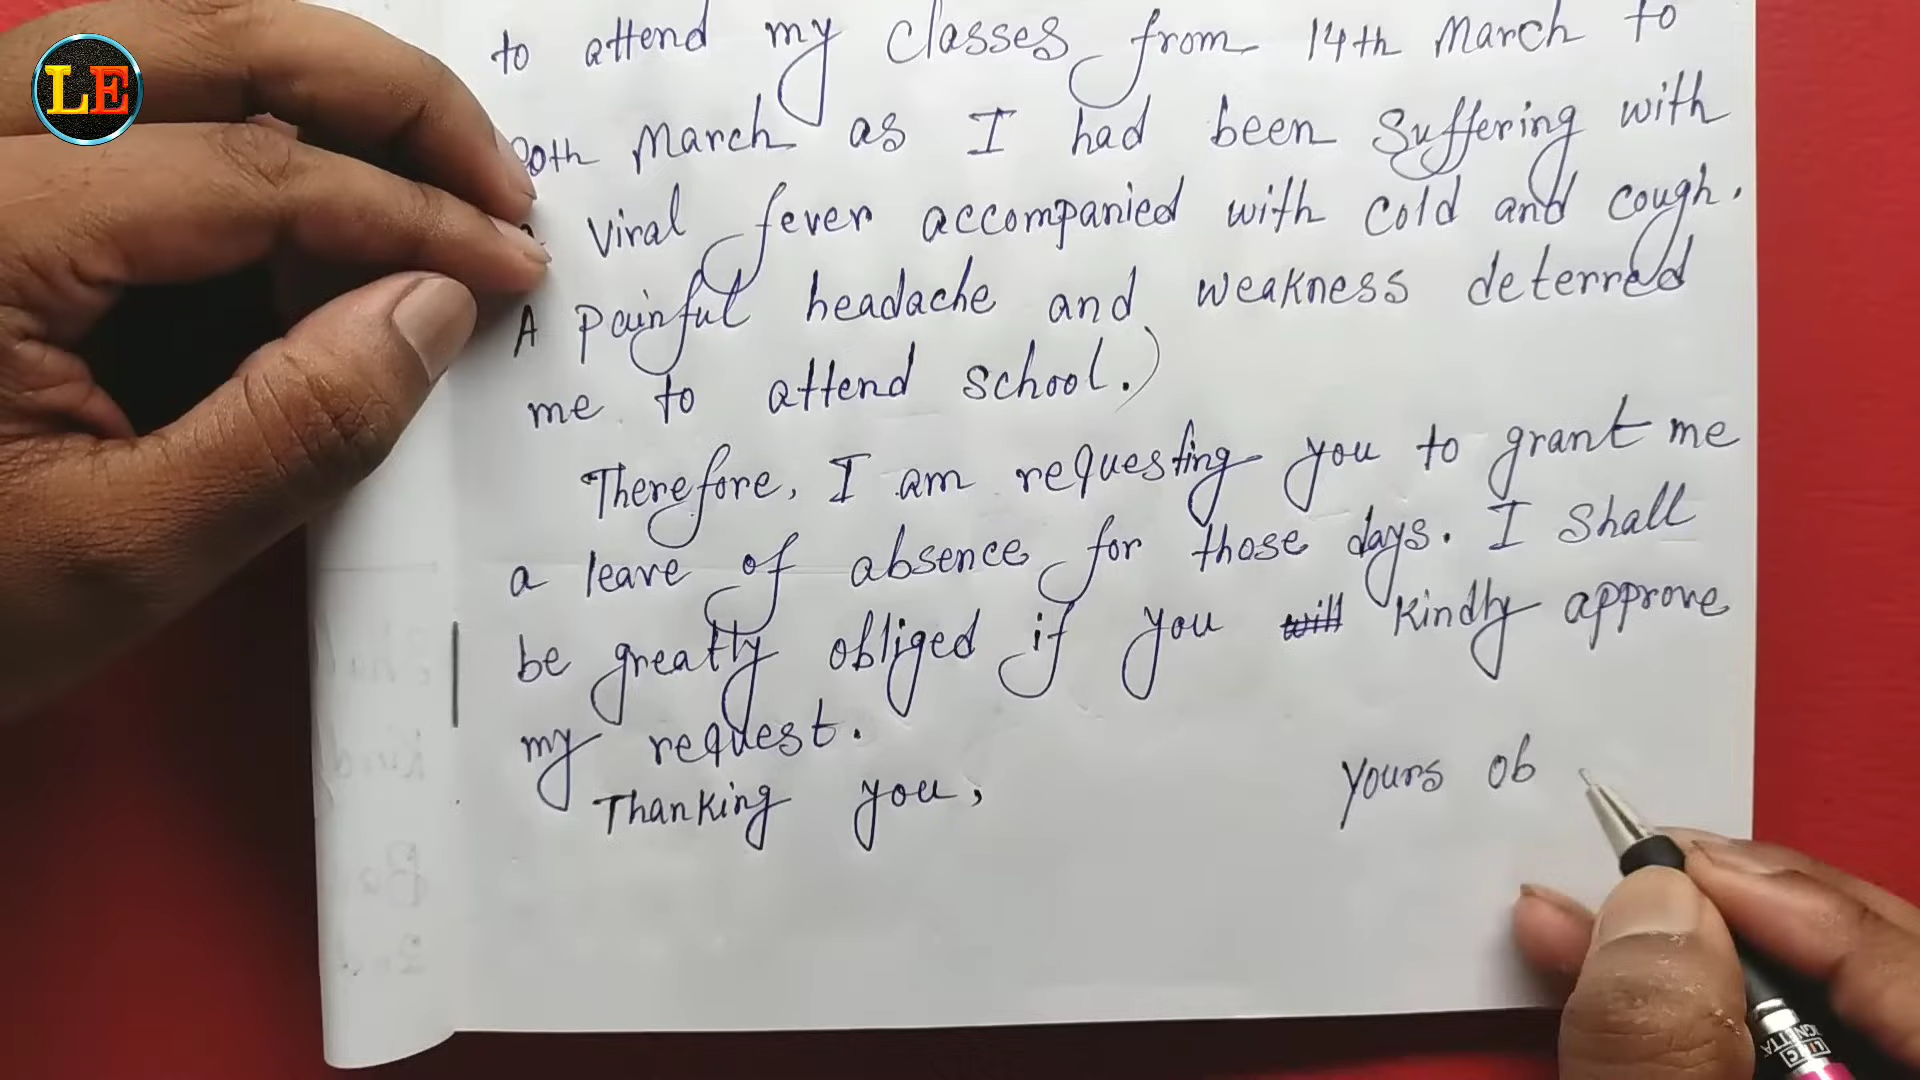 LE
to attend my classes from 14th March to
20th March as I had been Suffering with
viral fever accompanied with cold and cough.
A painful headache and weakness deterred
me to attend school.)
Therefore, I am requesting you to grant me
a leave of absence for those days. I shall
be greatly obliged if you will kindly approve
my request.
Thanking you,
Yours ob